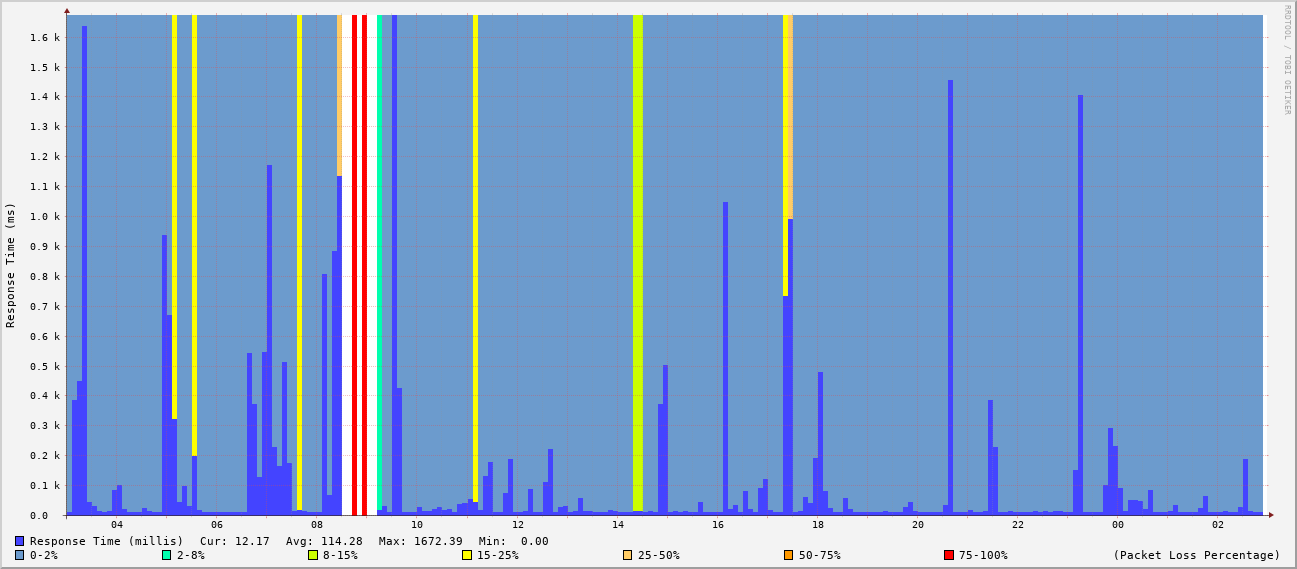 RRDTOOL / TOBI OETIKER
Response Time (ms)
1.6 k
1.5 k
1.4 k
1.3 k
1.2 k
1.1 k
1.0 k
0.9 k
0.8 k
0.7 k
0.6 k
0.5 k
0.4 k
0.3 k
0.2 k
0.1 k
0.0
04 06 08 10 12 14 16 18 20 22 00 02
Response Time (millis) Cur: 12.17 Avg: 114.28 Max: 1672.39 Min: 0.00
0-2% 2-8% 8-15% 15-25% 25-50% 50-75% 75-100% (Packet Loss Percentage)